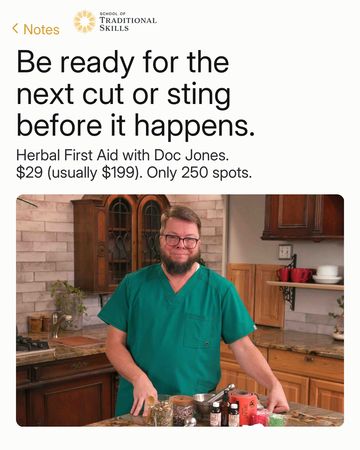 Notes
SCHOOL OF
TRADITIONAL
SKILLS
Be ready for the
next cut or sting
before it happens.
Herbal First Aid with Doc Jones.
$29 (usually $199). Only 250 spots.